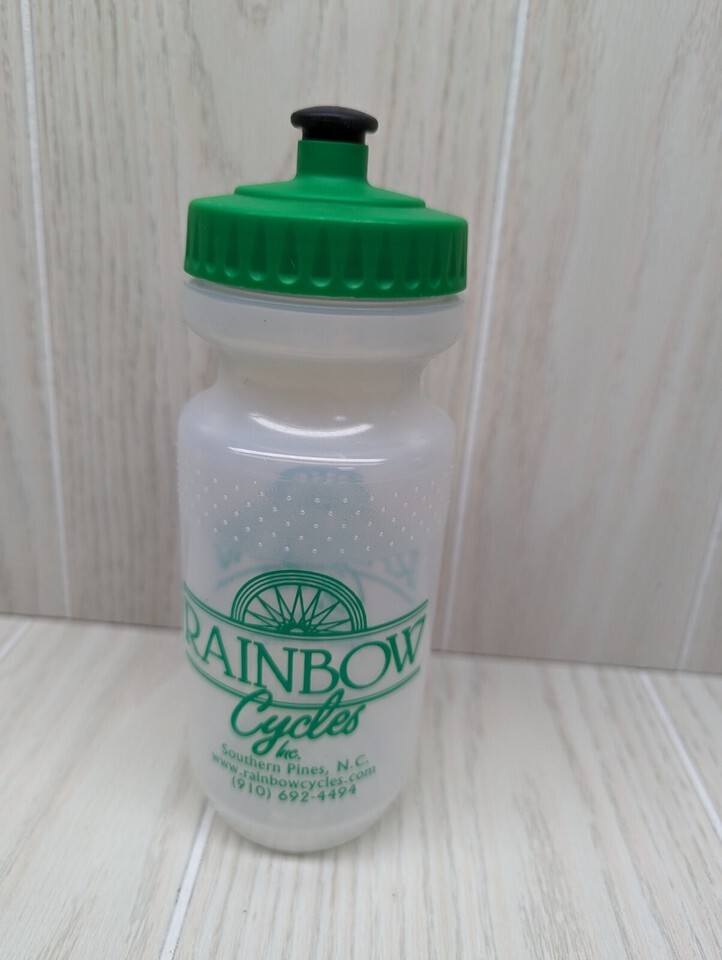 RAINBOW
Cycles
Inc.
Southern Pines, N.C.
www.rainbowcycles.com
(910) 692-4494